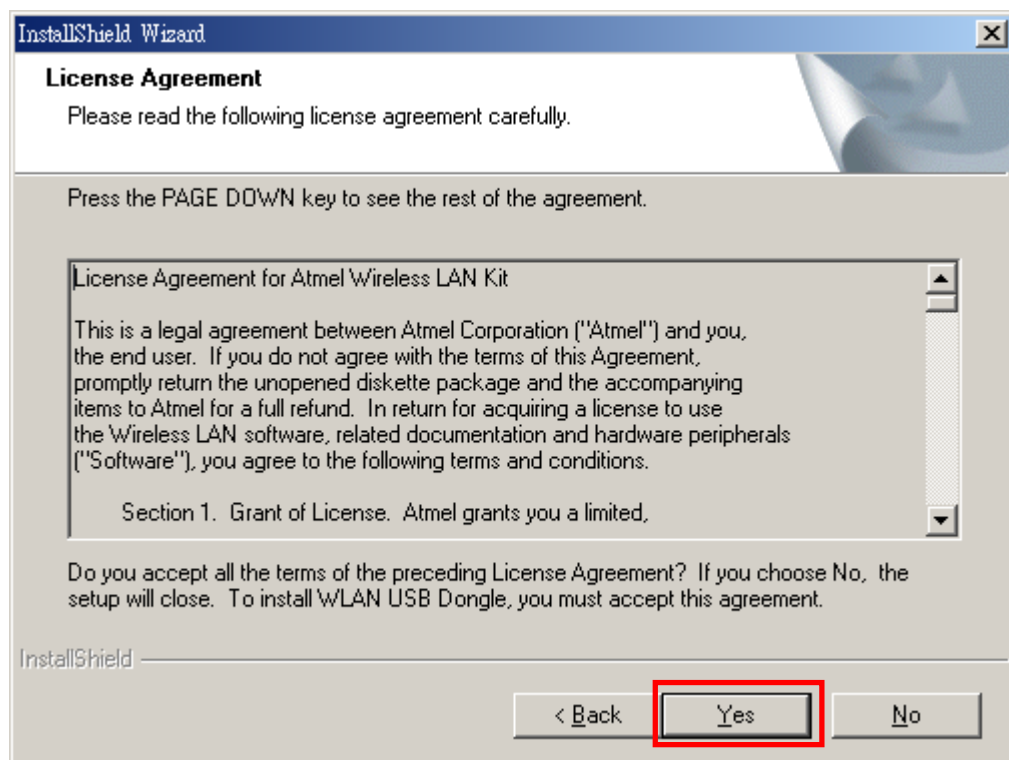 InstallShield Wizard
License Agreement
Please read the following license agreement carefully.
Press the PAGE DOWN key to see the rest of the agreement.
License Agreement for Atmel Wireless LAN Kit
This is a legal agreement between Atmel Corporation ("Atmel") and you,
the end user.  If you do not agree with the terms of this Agreement,
promptly return the unopened diskette package and the accompanying
items to Atmel for a full refund.  In return for acquiring a license to use
the Wireless LAN software, related documentation and hardware peripherals
("Software"), you agree to the following terms and conditions.
Section 1.  Grant of License.  Atmel grants you a limited,
Do you accept all the terms of the preceding License Agreement?  If you choose No,  the
setup will close.  To install WLAN USB Dongle, you must accept this agreement.
InstallShield
< Back Yes No